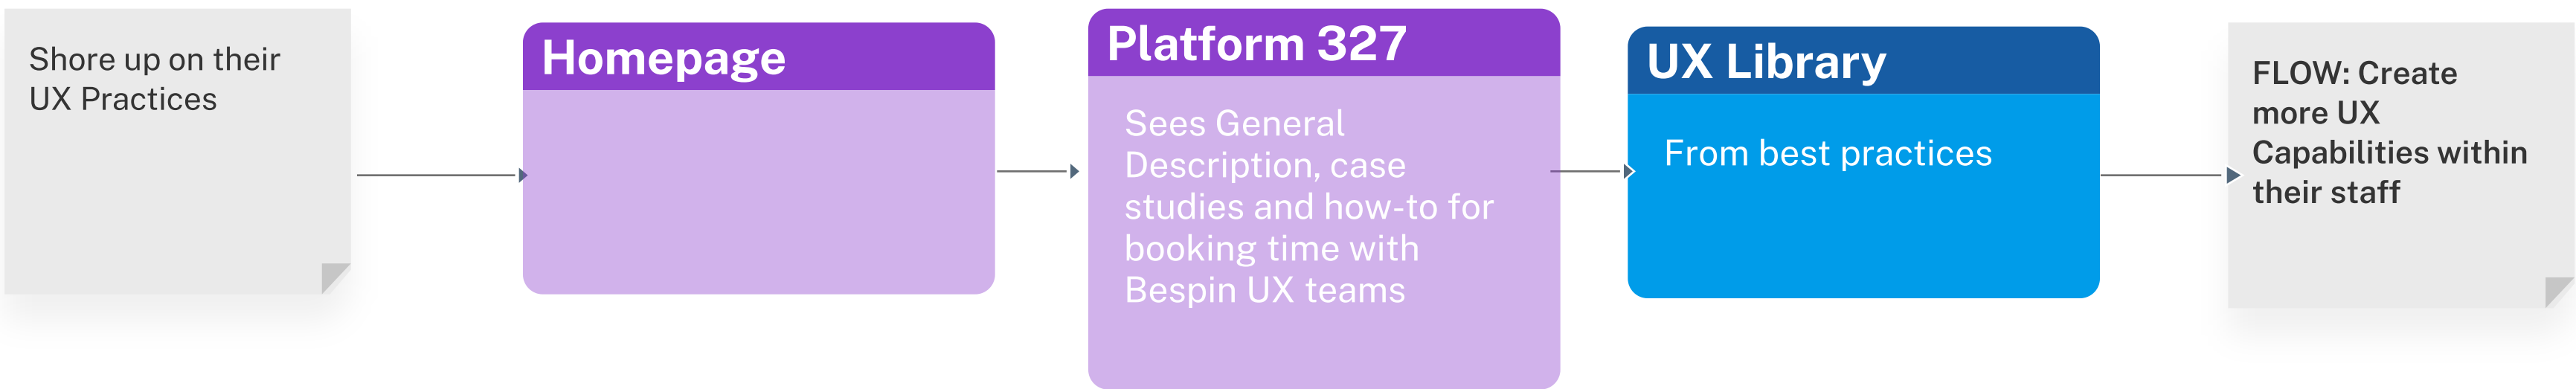 Shore up on their
UX Practices
Homepage
Platform 327
Sees General
Description, case
studies and how-to for
booking time with
Bespin UX teams
UX Library
From best practices
FLOW: Create
more UX
Capabilities within
their staff